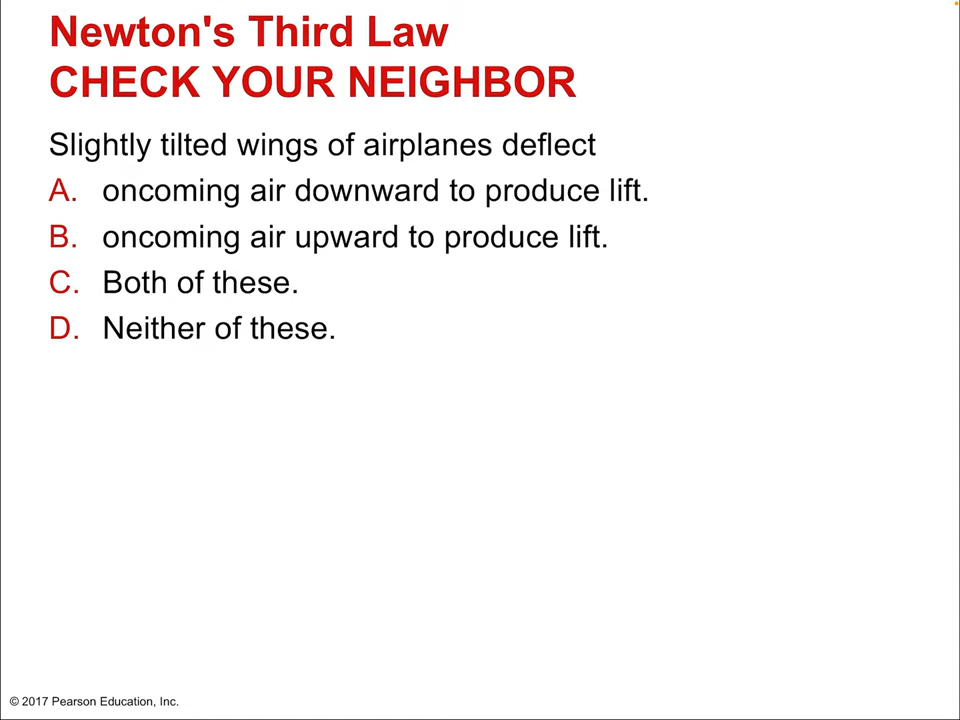 Newton's Third Law
CHECK YOUR NEIGHBOR
Slightly tilted wings of airplanes deflect
A. oncoming air downward to produce lift.
B. oncoming air upward to produce lift.
C. Both of these.
D. Neither of these.
© 2017 Pearson Education, Inc.